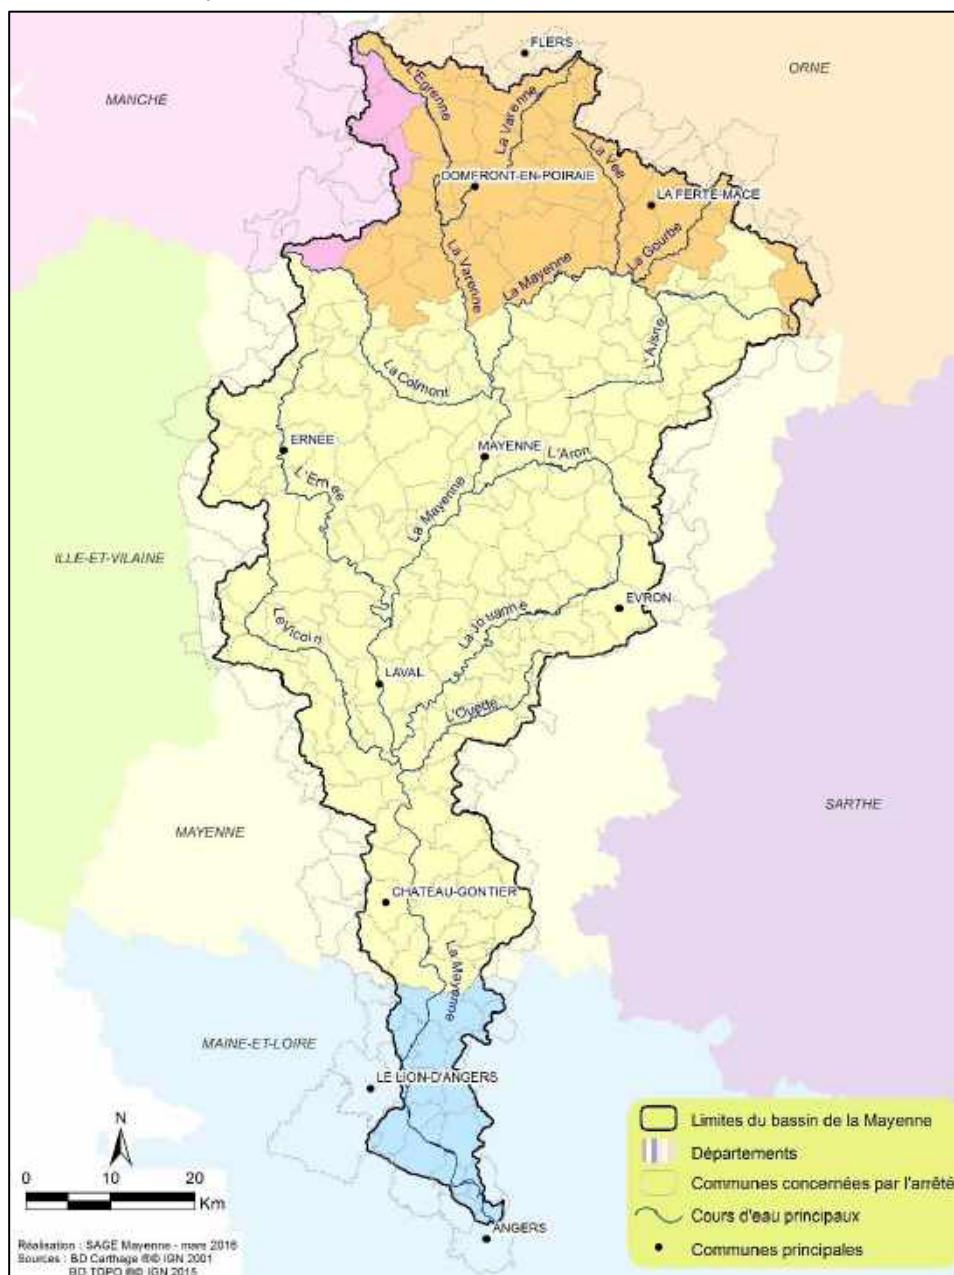 FLERS
ORNE
MANCHE
L'Egrenne
La Varenne
La Vée
DOMFRONT-EN-POIRAIE
LA FERTE-MACE
La Gourbe
La Varenne
La Mayenne
L'Aisne
La Colmont
ERNEE
MAYENNE
L'Aron
L'Ernée
La Mayenne
ILLE-ET-VILAINE
EVRON
La Jouanne
Le Vicoin
LAVAL
L'Ouette
SARTHE
MAYENNE
CHATEAU-GONTIER
La Mayenne
MAINE-ET-LOIRE
LE LION-D'ANGERS
ANGERS
N
0 10 20
Km
Limites du bassin de la Mayenne
Départements
Communes concernées par l'arrêté
Cours d'eau principaux
Communes principales
Réalisation : SAGE Mayenne - mars 2016
Sources : BD Carthage ®© IGN 2001
BD TOPO ®© IGN 2015